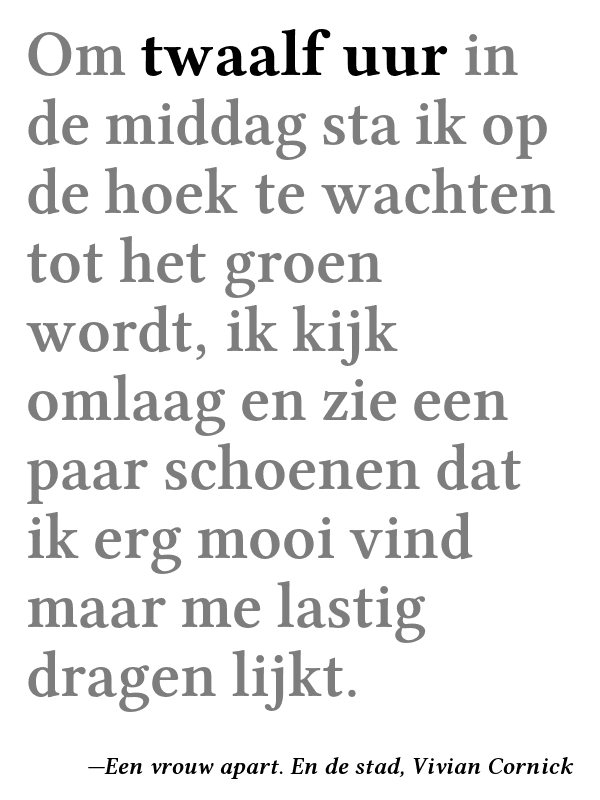 Om twaalf uur in
de middag sta ik op
de hoek te wachten
tot het groen
wordt, ik kijk
omlaag en zie een
paar schoenen dat
ik erg mooi vind
maar me lastig
dragen lijkt.
—Een vrouw apart. En de stad, Vivian Cornick